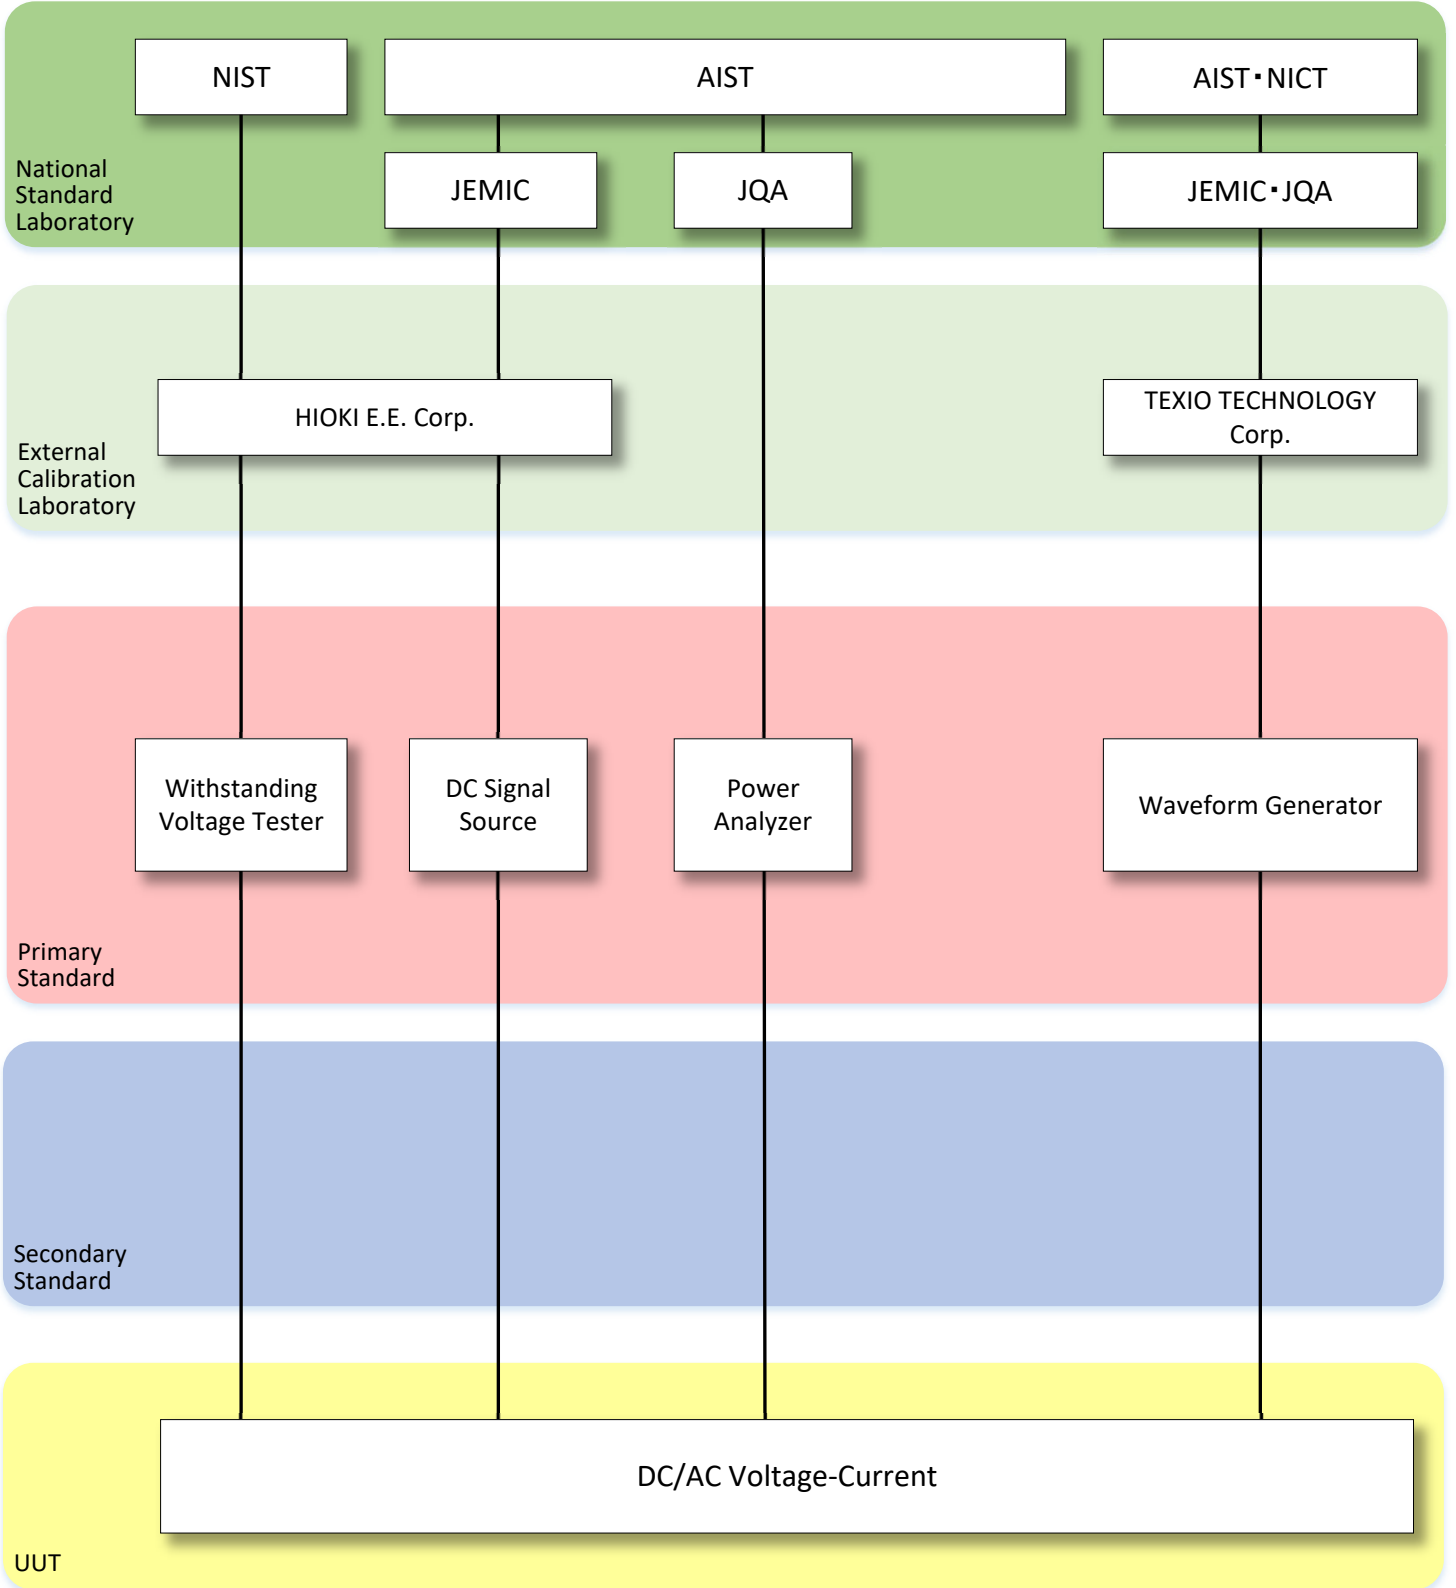 NIST
AIST
AIST・NICT
National
Standard
Laboratory
JEMIC
JQA
JEMIC・JQA
HIOKI E.E. Corp.
TEXIO TECHNOLOGY
Corp.
External
Calibration
Laboratory
Withstanding
Voltage Tester
DC Signal
Source
Power
Analyzer
Waveform Generator
Primary
Standard
Secondary
Standard
DC/AC Voltage-Current
UUT